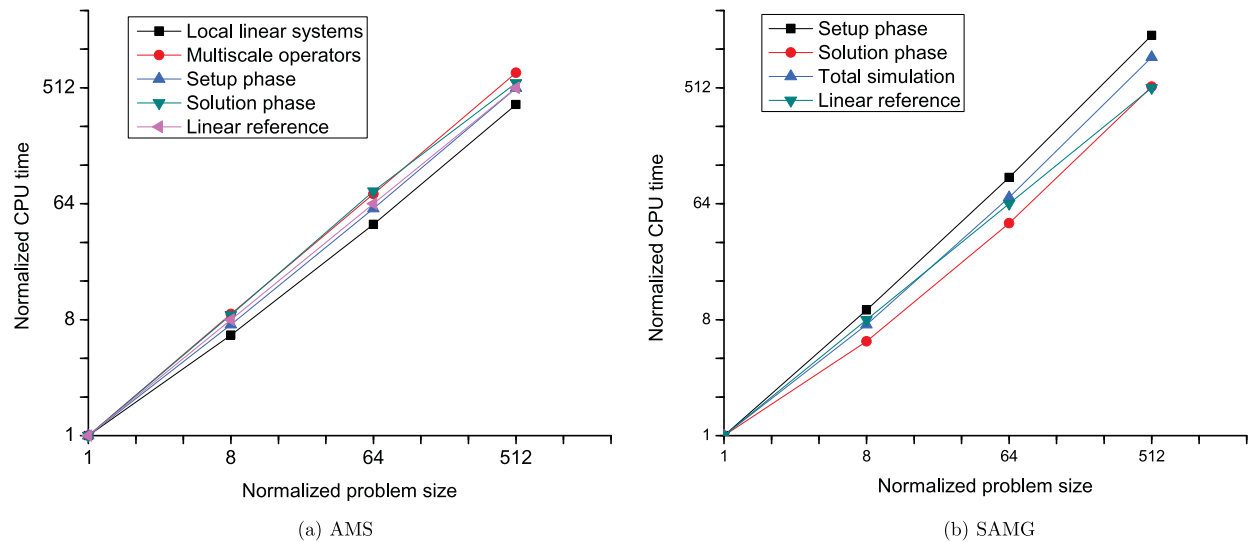 Local linear systems
Multiscale operators
Setup phase
Solution phase
Linear reference
512
64
8
1
Normalized CPU time
1
8
64
512
Normalized problem size
(a) AMS
Setup phase
Solution phase
Total simulation
Linear reference
512
64
8
1
Normalized CPU time
1
8
64
512
Normalized problem size
(b) SAMG